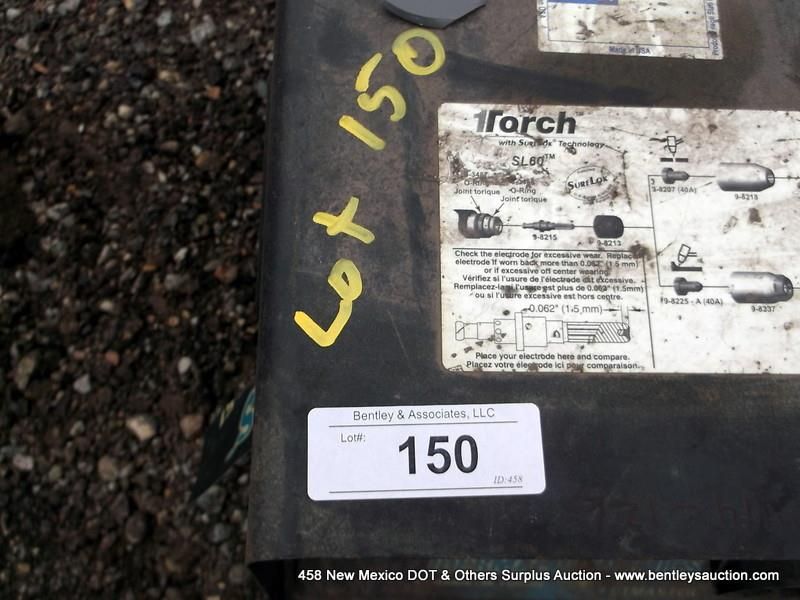 Lot 150
Made in USA
1Torch™
with SURELOK™ Technology
SL60™
O-Ring
Joint torique
O-Ring
Joint torique
SURELOK
9-8215
9-8213
9-8207 (40A)
9-8218
9-8225 - A (40A)
9-8237
Check the electrode for excessive wear. Replace
electrode if worn back more than 0.062" (1.5 mm)
or if excessive off center wearing.
Vérifiez si l'usure de l'électrode est excessive.
Remplacez-la si l'usure est plus de 0.062" (1.5mm)
ou si l'usure excessive est hors centre.
0.062" (1.5 mm)
Place your electrode here and compare.
Placez votre électrode ici pour comparaison.
Bentley & Associates, LLC
Lot#:
150
ID:458
458 New Mexico DOT & Others Surplus Auction - www.bentleysauction.com